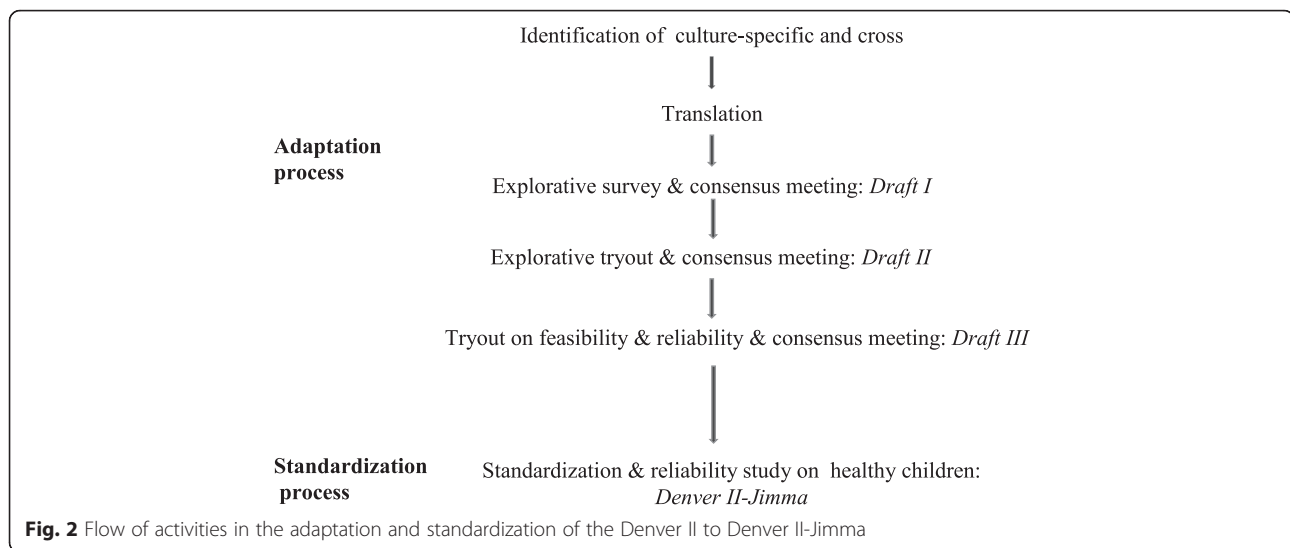 Identification of culture-specific and cross
Translation
Adaptation
process
Explorative survey & consensus meeting: Draft I
Explorative tryout & consensus meeting: Draft II
Tryout on feasibility & reliability & consensus meeting: Draft III
Standardization
process
Standardization & reliability study on healthy children:
Denver II-Jimma
Fig. 2 Flow of activities in the adaptation and standardization of the Denver II to Denver II-Jimma